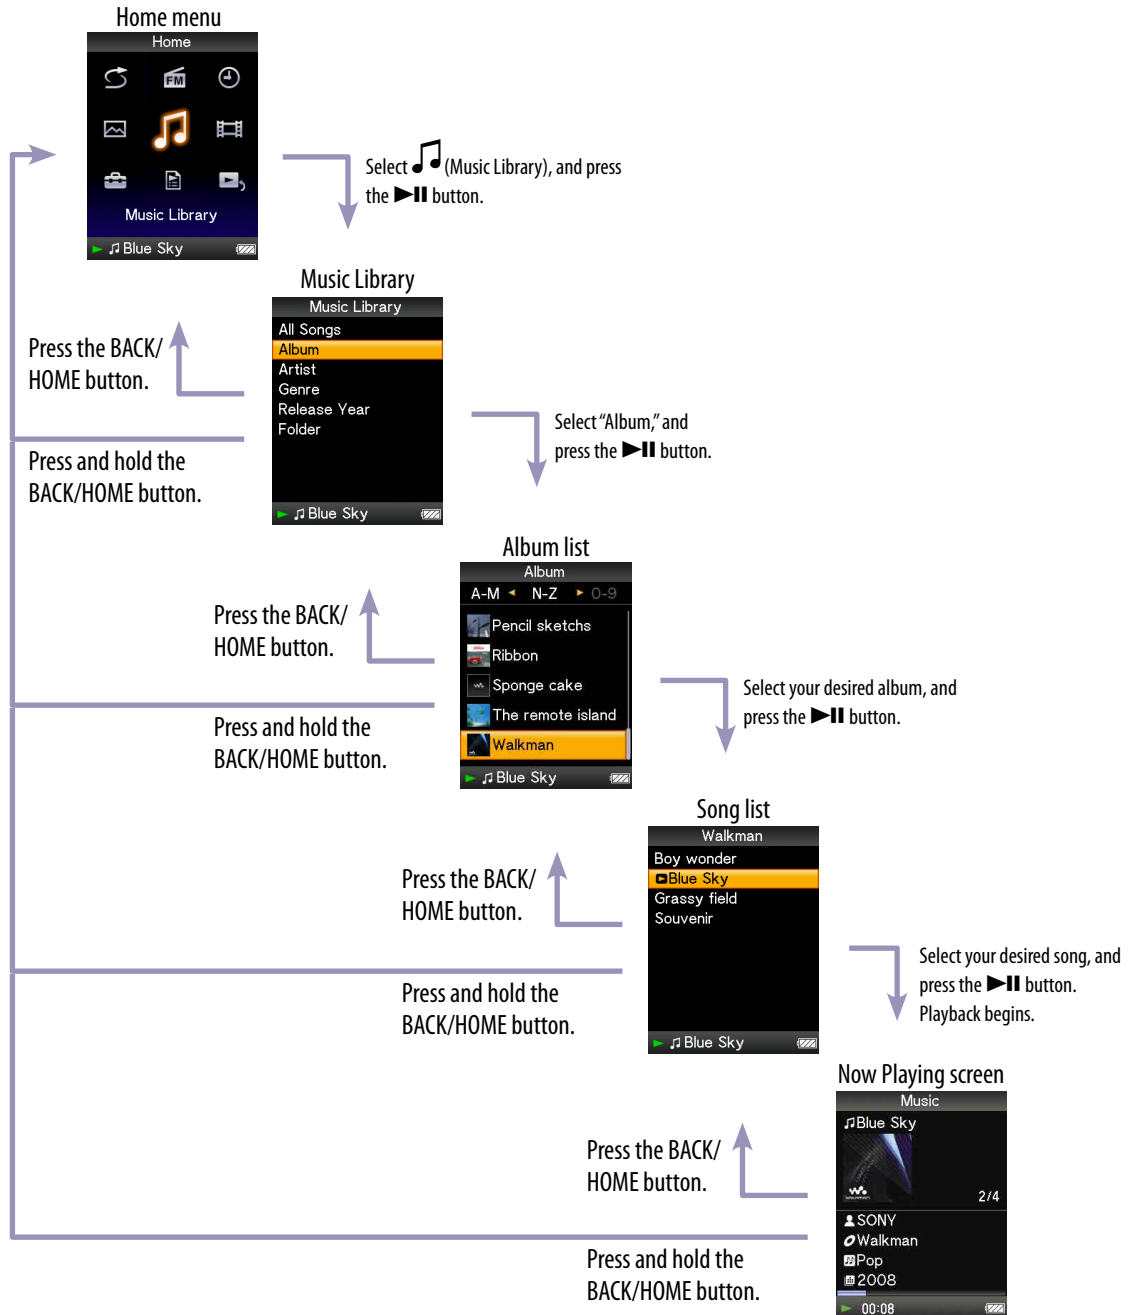 Home menu
Home
FM
Music Library
Blue Sky
Select (Music Library), and press
the button.
Music Library
Music Library
All Songs
Album
Artist
Genre
Release Year
Folder
Blue Sky
Press the BACK/
HOME button.
Press and hold the
BACK/HOME button.
Select “Album,” and
press the button.
Album list
Album
A-M N-Z 0-9
Pencil sketchs
Ribbon
Sponge cake
The remote island
Walkman
Blue Sky
Press the BACK/
HOME button.
Press and hold the
BACK/HOME button.
Select your desired album, and
press the button.
Song list
Walkman
Boy wonder
Blue Sky
Grassy field
Souvenir
Blue Sky
Press the BACK/
HOME button.
Press and hold the
BACK/HOME button.
Select your desired song, and
press the button.
Playback begins.
Now Playing screen
Music
Blue Sky
2/4
SONY
Walkman
Pop
2008
00:08
Press the BACK/
HOME button.
Press and hold the
BACK/HOME button.